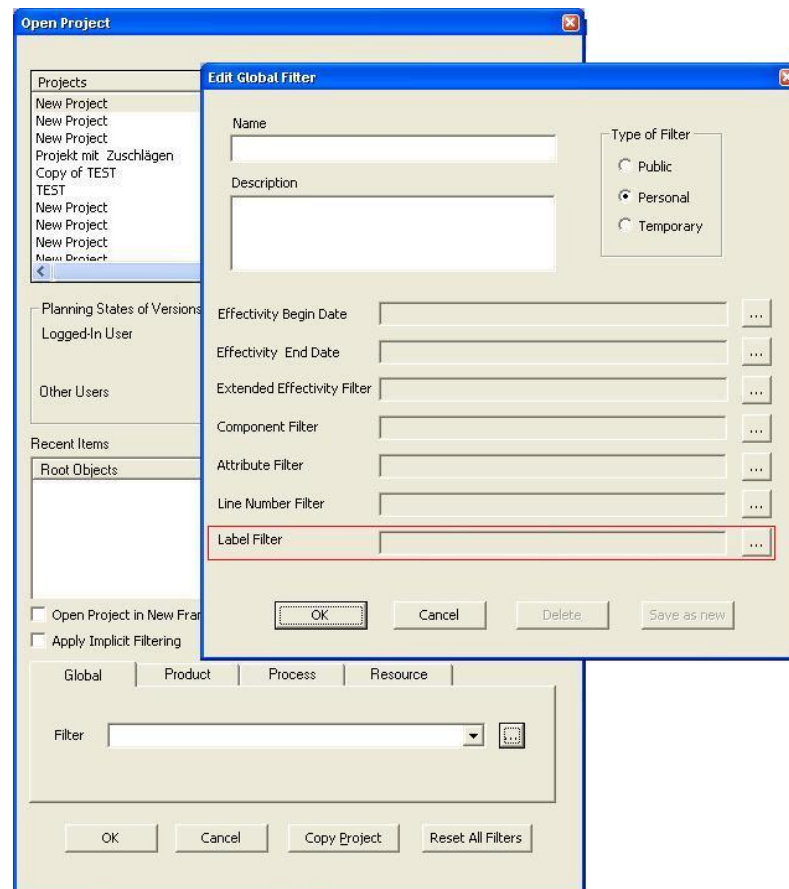 Open Project
Projects
New Project
New Project
New Project
Projekt mit Zuschlägen
Copy of TEST
TEST
New Project
New Project
New Project
New Project
Planning States of Versions
Logged-In User
Other Users
Recent Items
Root Objects
Open Project in New Fra
Apply Implicit Filtering
Global Product Process Resource
Filter ...
OK Cancel Copy Project Reset All Filters
Edit Global Filter
Name
Description
Type of Filter
Public
Personal
Temporary
Effectivity Begin Date ...
Effectivity End Date ...
Extended Effectivity Filter ...
Component Filter ...
Attribute Filter ...
Line Number Filter ...
Label Filter ...
OK Cancel Delete Save as new